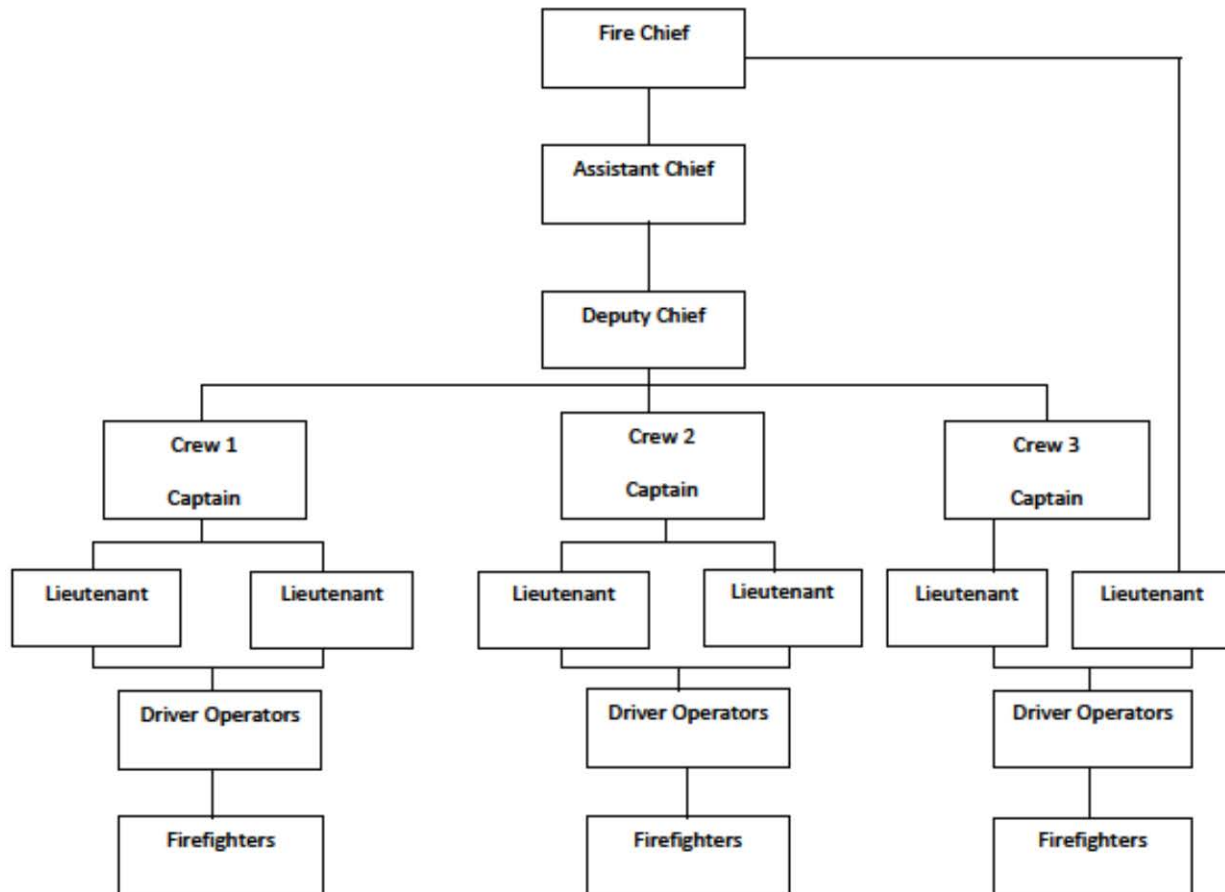 Fire Chief
Assistant Chief
Deputy Chief
Crew 1
Captain
Crew 2
Captain
Crew 3
Captain
Lieutenant
Lieutenant
Lieutenant
Lieutenant
Lieutenant
Lieutenant
Driver Operators
Driver Operators
Driver Operators
Firefighters
Firefighters
Firefighters